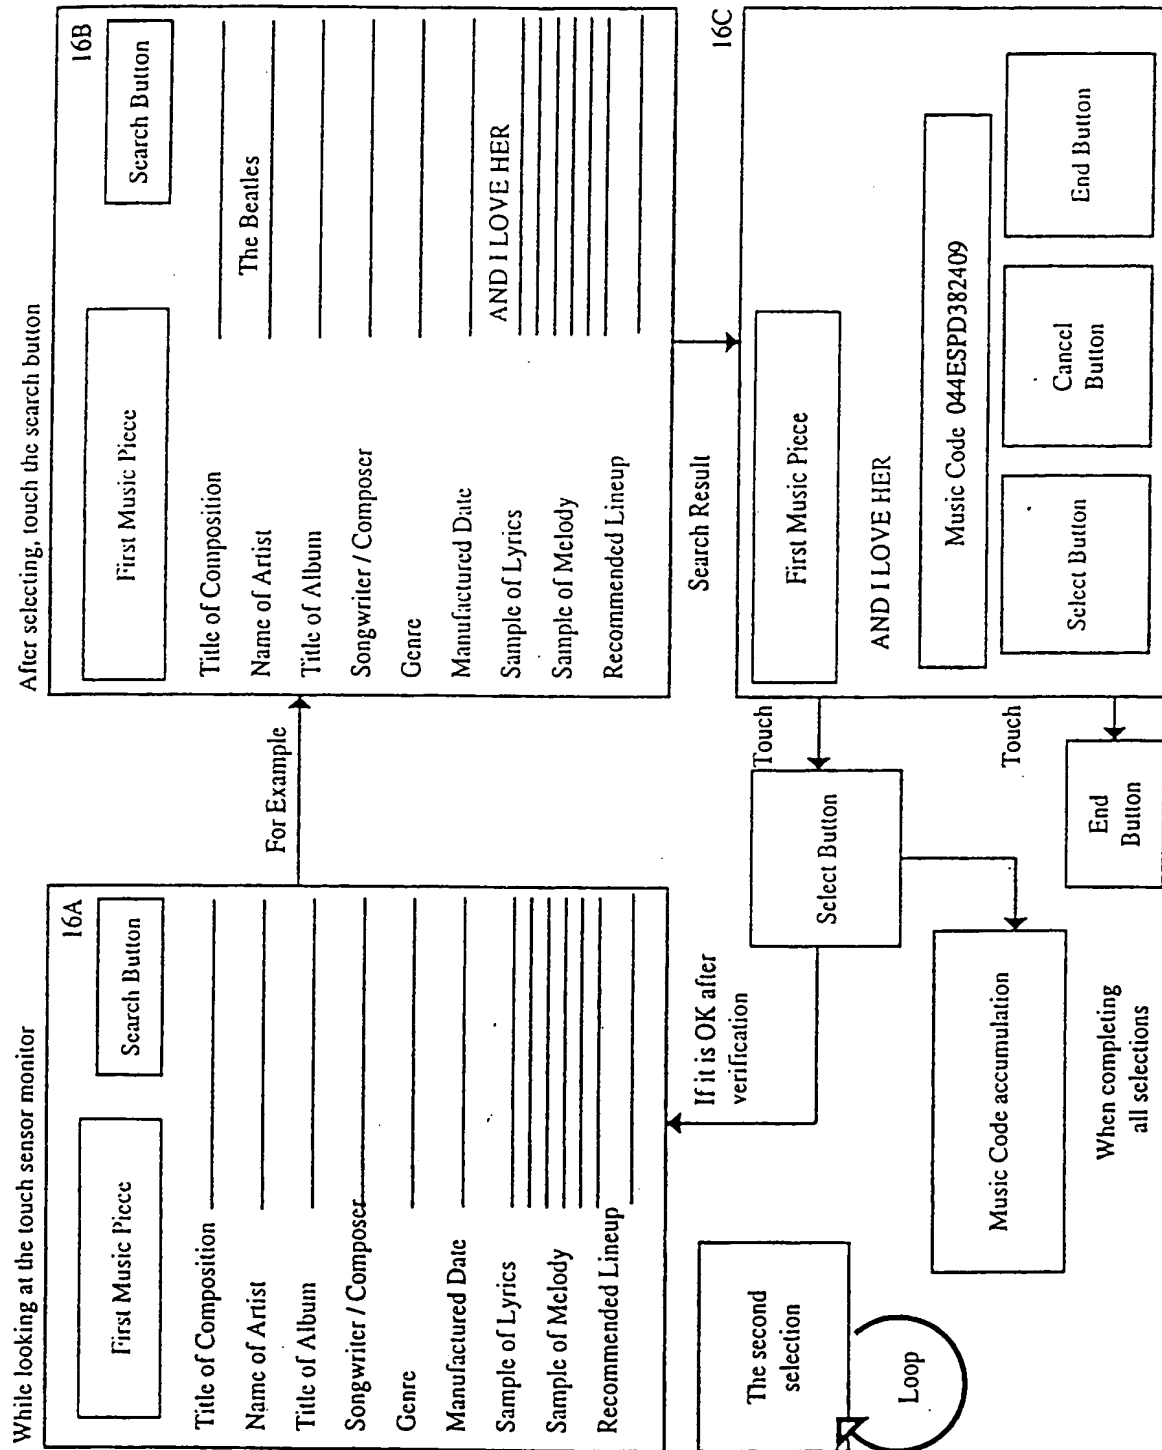 While looking at the touch sensor monitor
16A
First Music Piece
Search Button
Title of Composition
Name of Artist
Title of Album
Songwriter / Composer
Genre
Manufactured Date
Sample of Lyrics
Sample of Melody
Recommended Lineup
For Example
After selecting, touch the search button
16B
First Music Piece
Search Button
Title of Composition
Name of Artist
The Beatles
Title of Album
Songwriter / Composer
Genre
Manufactured Date
Sample of Lyrics
AND I LOVE HER
Sample of Melody
Recommended Lineup
Search Result
16C
First Music Piece
AND I LOVE HER
Music Code 044ESPD382409
Select Button
Cancel
Button
End Button
Touch
Select Button
Touch
End
Button
If it is OK after
verification
Music Code accumulation
When completing
all selections
The second
selection
Loop